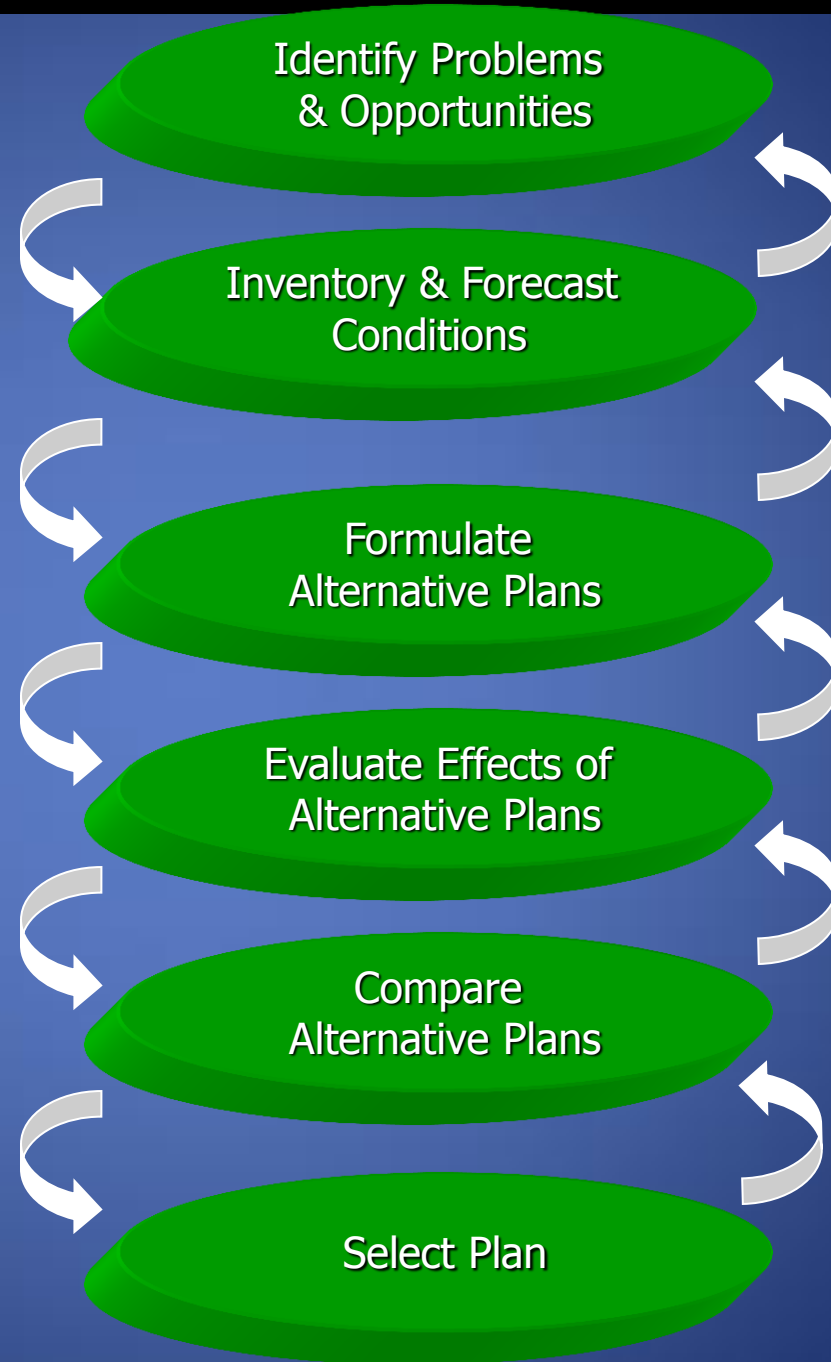 Identify Problems
& Opportunities
Inventory & Forecast
Conditions
Formulate
Alternative Plans
Evaluate Effects of
Alternative Plans
Compare
Alternative Plans
Select Plan